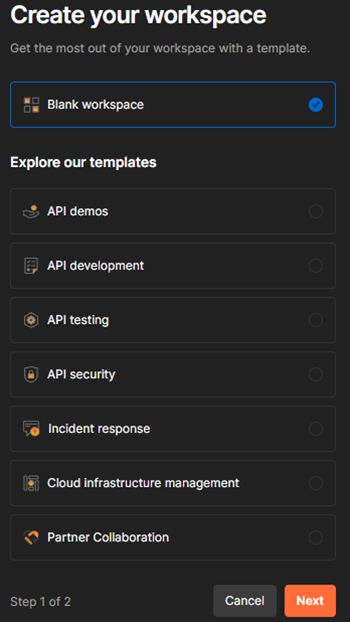 Create your workspace
Get the most out of your workspace with a template.
Blank workspace
Explore our templates
API demos
API development
API testing
API security
Incident response
Cloud infrastructure management
Partner Collaboration
Step 1 of 2
Cancel
Next